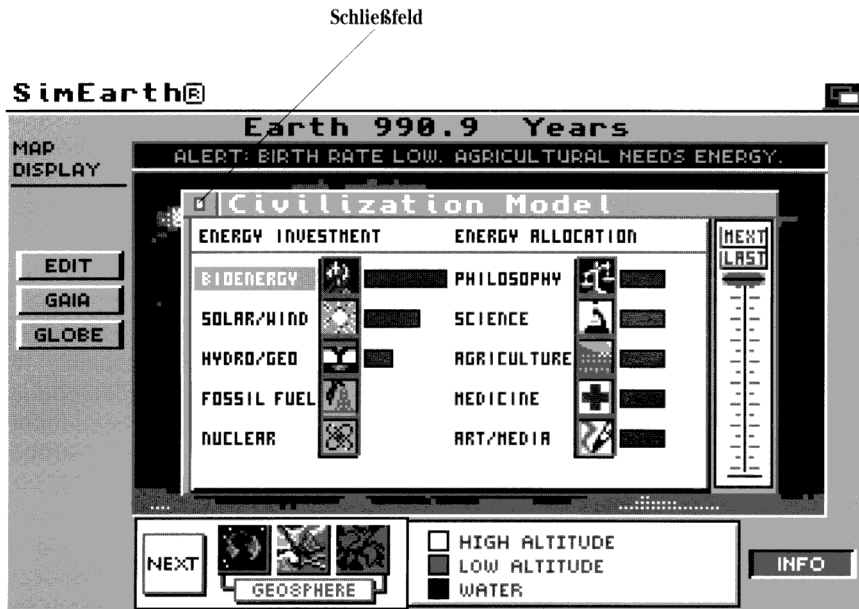 Schließfeld
SimEarth®
Earth 990.9 Years
MAP
DISPLAY
ALERT: BIRTH RATE LOW. AGRICULTURAL NEEDS ENERGY.
Civilization Model
ENERGY INVESTMENT
ENERGY ALLOCATION
NEXT
LAST
EDIT
GAIA
GLOBE
BIOENERGY
PHILOSOPHY
SOLAR/WIND
SCIENCE
HYDRO/GEO
AGRICULTURE
FOSSIL FUEL
MEDICINE
NUCLEAR
ART/MEDIA
NEXT
GEOSPHERE
HIGH ALTITUDE
LOW ALTITUDE
WATER
INFO